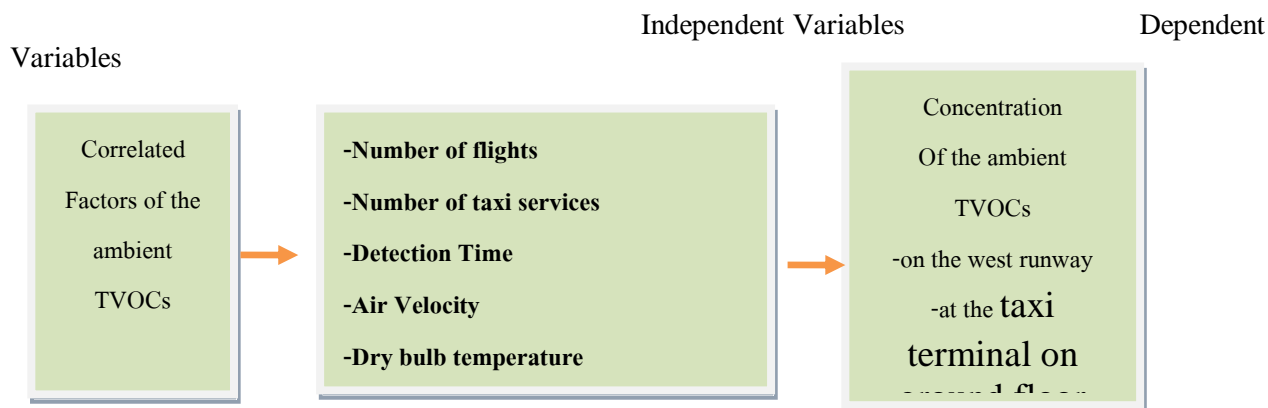 Independent Variables Dependent
Variables
Correlated
Factors of the
ambient
TVOCs
-Number of flights
-Number of taxi services
-Detection Time
-Air Velocity
-Dry bulb temperature
Concentration
Of the ambient
TVOCs
-on the west runway
-at the taxi
terminal on
ground floor